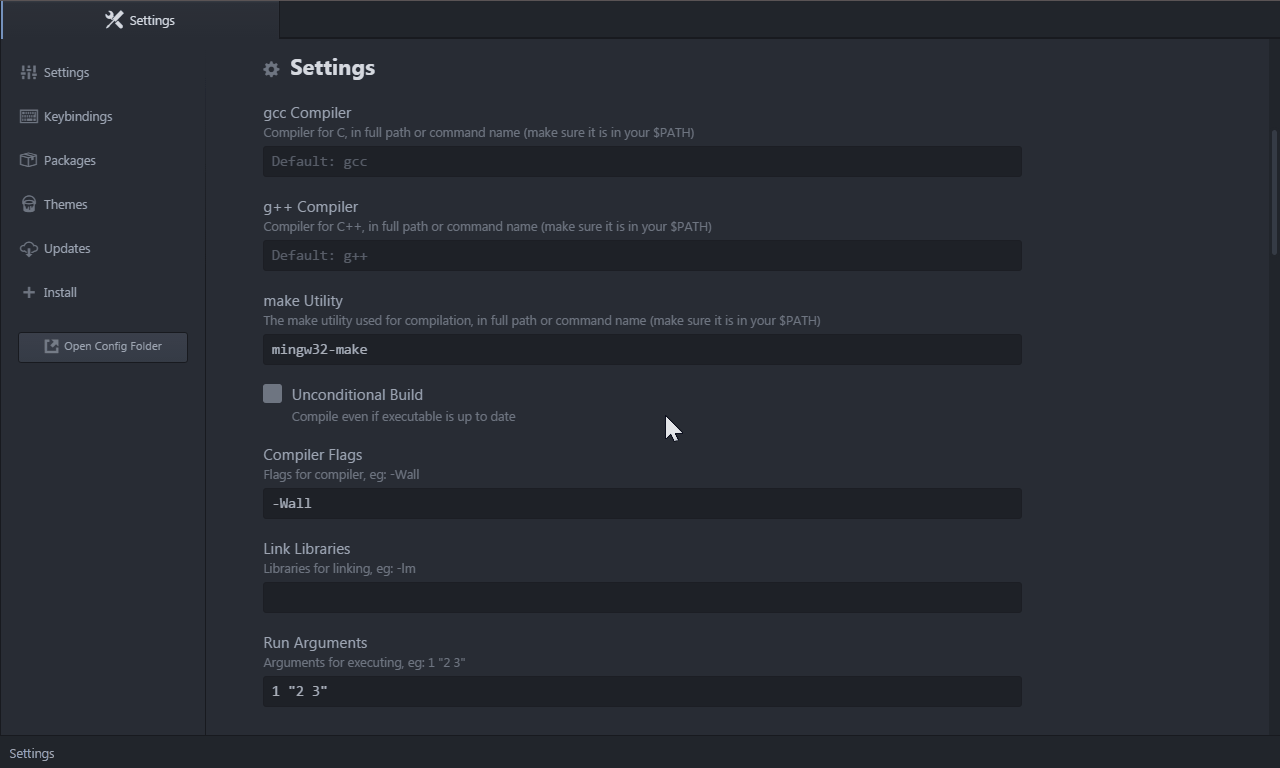 Settings
Settings
Keybindings
Packages
Themes
Updates
Install
Open Config Folder
Settings
gcc Compiler
Compiler for C, in full path or command name (make sure it is in your $PATH)
Default: gcc
g++ Compiler
Compiler for C++, in full path or command name (make sure it is in your $PATH)
Default: g++
make Utility
The make utility used for compilation, in full path or command name (make sure it is in your $PATH)
mingw32-make
Unconditional Build
Compile even if executable is up to date
Compiler Flags
Flags for compiler, eg: -Wall
-Wall
Link Libraries
Libraries for linking, eg: -lm
Run Arguments
Arguments for executing, eg: 1 "2 3"
1 "2 3"
Settings